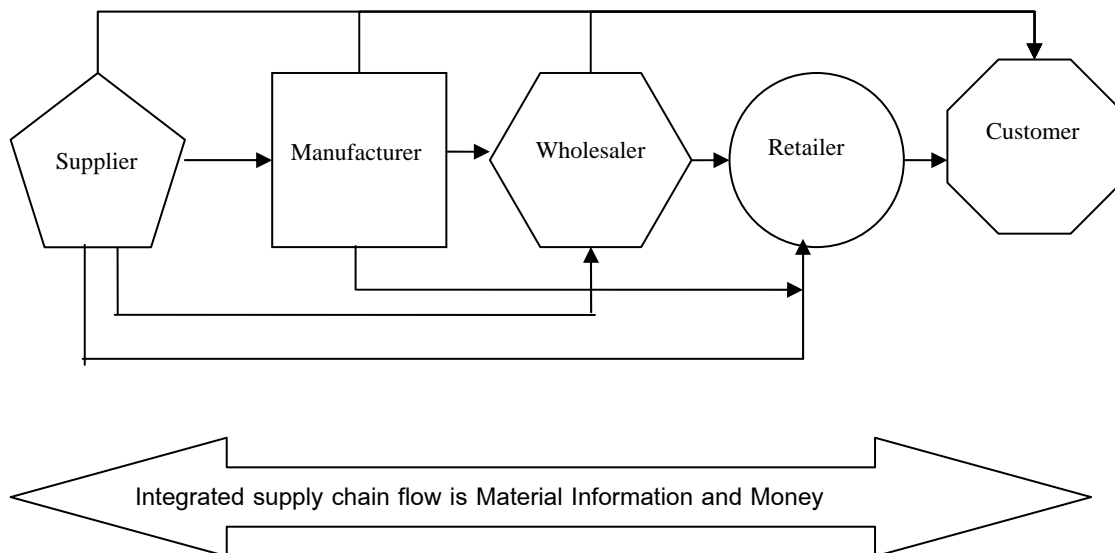 Supplier
Manufacturer
Wholesaler
Retailer
Customer
Integrated supply chain flow is Material Information and Money